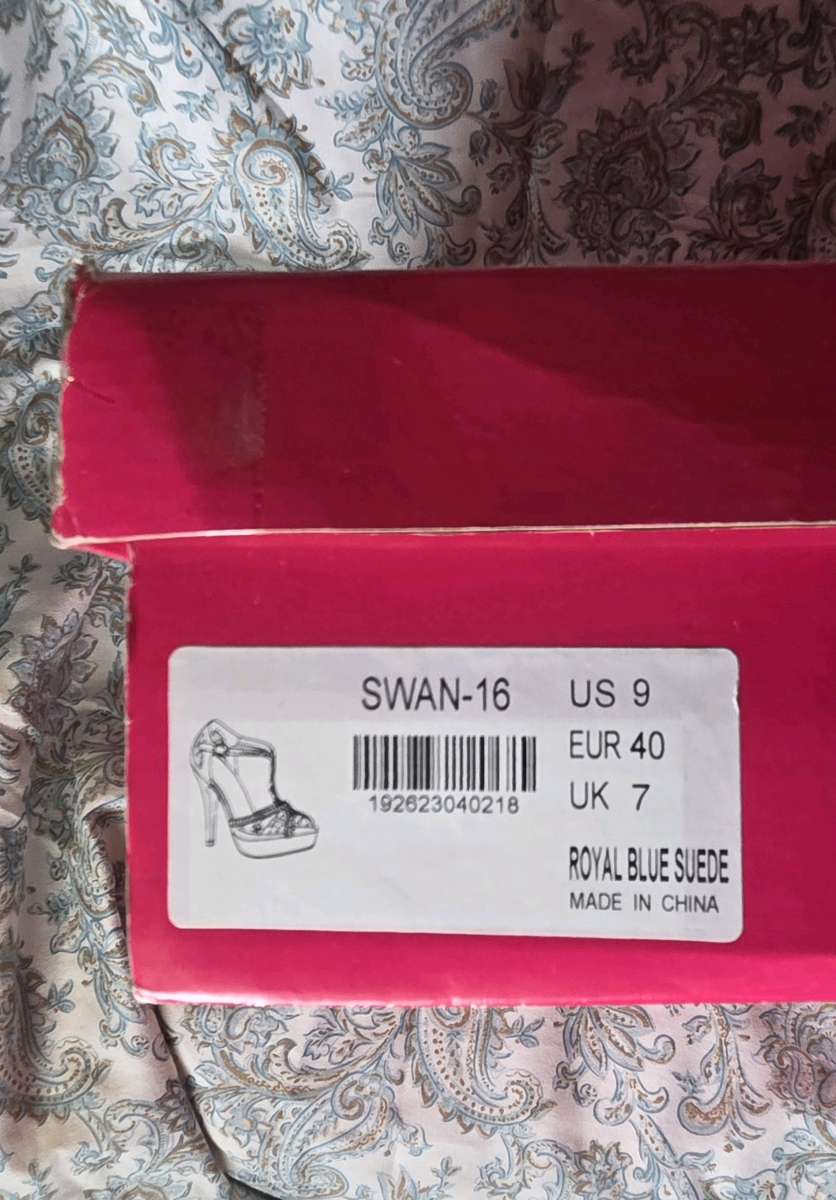 SWAN-16
192623040218
US 9
EUR 40
UK 7
ROYAL BLUE SUEDE
MADE IN CHINA